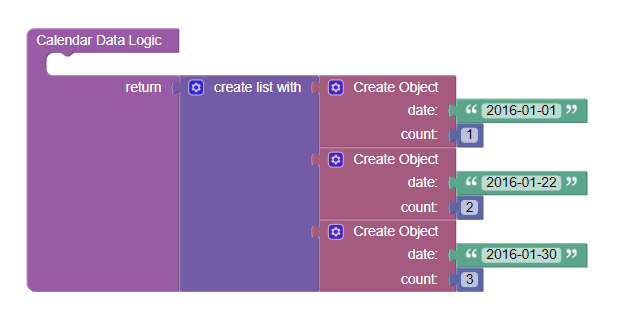 Calendar Data Logic
return create list with Create Object
date: “ 2016-01-01 ”
count: 1
Create Object
date: “ 2016-01-22 ”
count: 2
Create Object
date: “ 2016-01-30 ”
count: 3